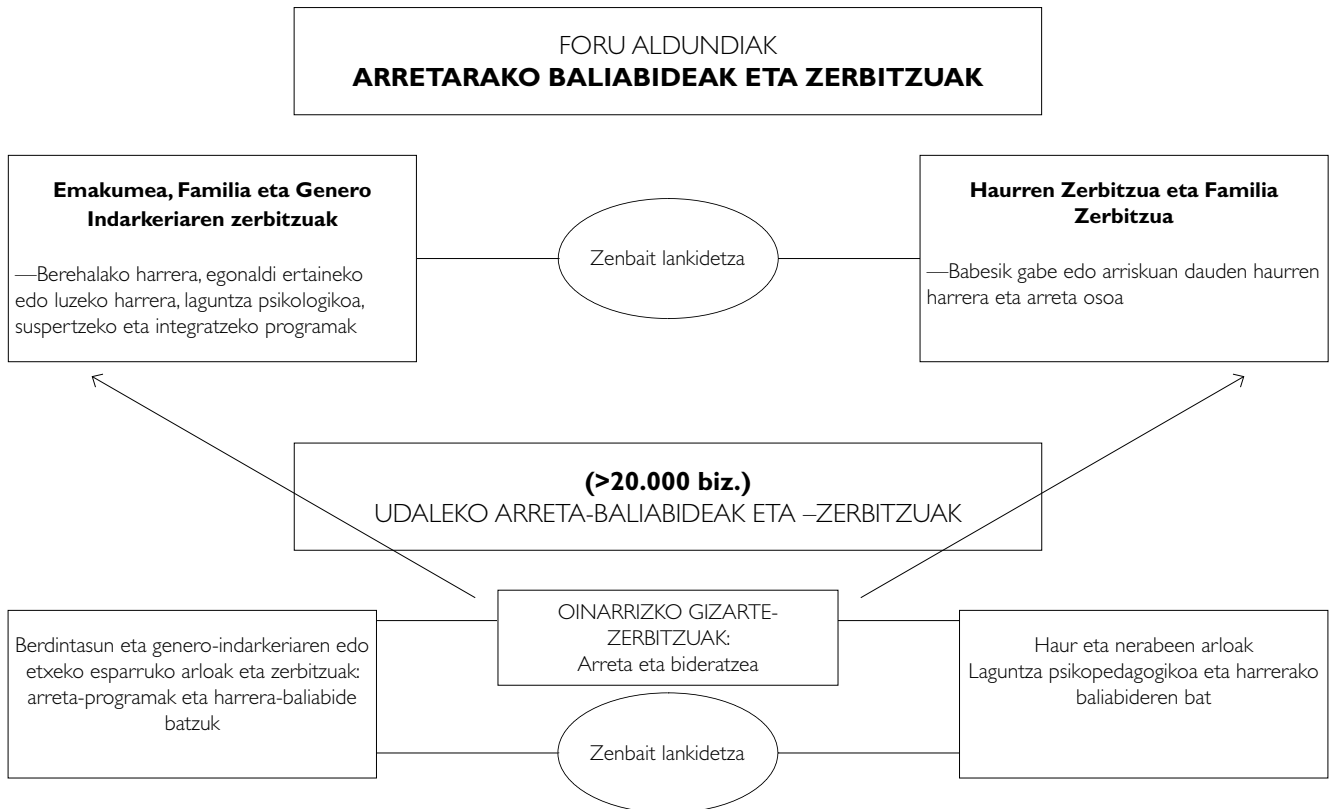 FORU ALDUNDIAK
ARRETARAKO BALIABIDEAK ETA ZERBITZUAK
Emakumea, Familia eta Genero
Indarkeriaren zerbitzuak
—Berehalako harrera, egonaldi ertaineko
edo luzeko harrera, laguntza psikologikoa,
suspertzeko eta integratzeko programak
Zenbait lankidetza
Haurren Zerbitzua eta Familia
Zerbitzua
—Babesik gabe edo arriskuan dauden haurren
harrera eta arreta osoa
(>20.000 biz.)
UDALEKO ARRETA-BALIABIDEAK ETA –ZERBITZUAK
Berdintasun eta genero-indarkeriaren edo
etxeko esparruko arloak eta zerbitzuak:
arreta-programak eta harrera-baliabide
batzuk
OINARRIZKO GIZARTE-
ZERBITZUAK:
Arreta eta bideratzea
Haur eta nerabeen arloak
Laguntza psikopedagogikoa eta harrerako
baliabideren bat
Zenbait lankidetza